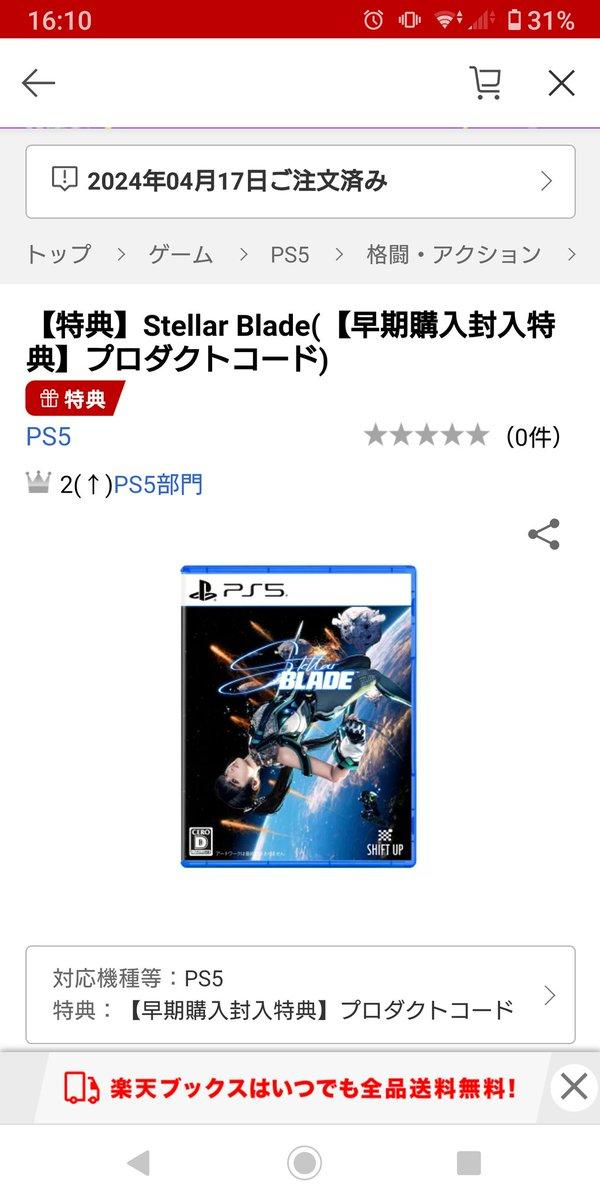 16:10
31%
2024年04月17日ご注文済み
トップ > ゲーム > PS5 > 格闘・アクション >
【特典】Stellar Blade(【早期購入封入特
典】プロダクトコード)
特典
PS5
(0件)
2(↑)PS5部門
PS5
Stellar
BLADE
CERO
D
SHIFT UP
対応機種等：PS5
特典：【早期購入封入特典】プロダクトコード
楽天ブックスはいつでも全品送料無料!